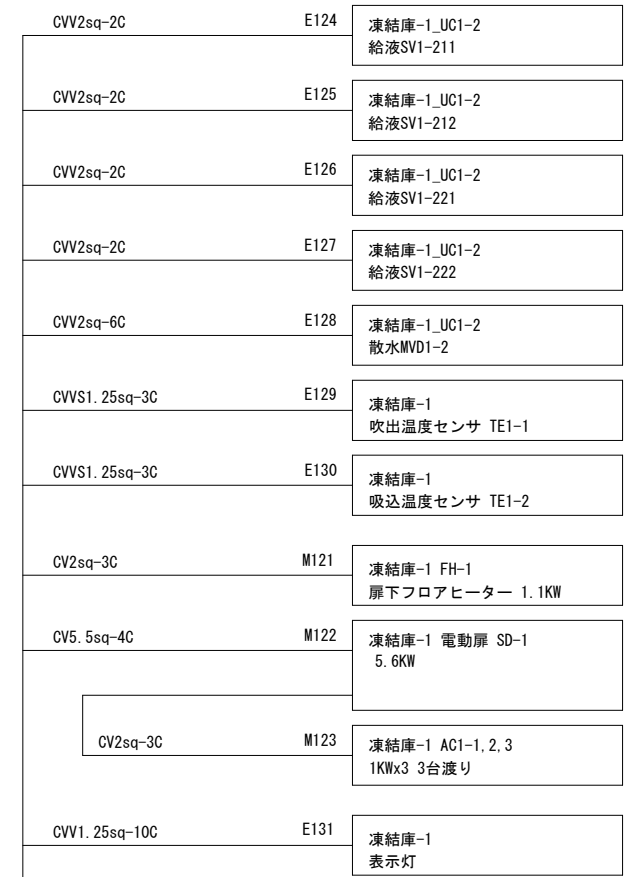 CVV2sq-2C E124
凍結庫-1_UC1-2
給液SV1-211
CVV2sq-2C E125
凍結庫-1_UC1-2
給液SV1-212
CVV2sq-2C E126
凍結庫-1_UC1-2
給液SV1-221
CVV2sq-2C E127
凍結庫-1_UC1-2
給液SV1-222
CVV2sq-6C E128
凍結庫-1_UC1-2
散水MVD1-2
CVVS1.25sq-3C E129
凍結庫-1
吹出温度センサ TE1-1
CVVS1.25sq-3C E130
凍結庫-1
吸込温度センサ TE1-2
CV2sq-3C M121
凍結庫-1 FH-1
扉下フロアヒーター 1.1KW
CV5.5sq-4C M122
凍結庫-1 電動扉 SD-1
5.6KW
CV2sq-3C M123
凍結庫-1 AC1-1,2,3
1KWx3 3台渡り
CVV1.25sq-10C E131
凍結庫-1
表示灯